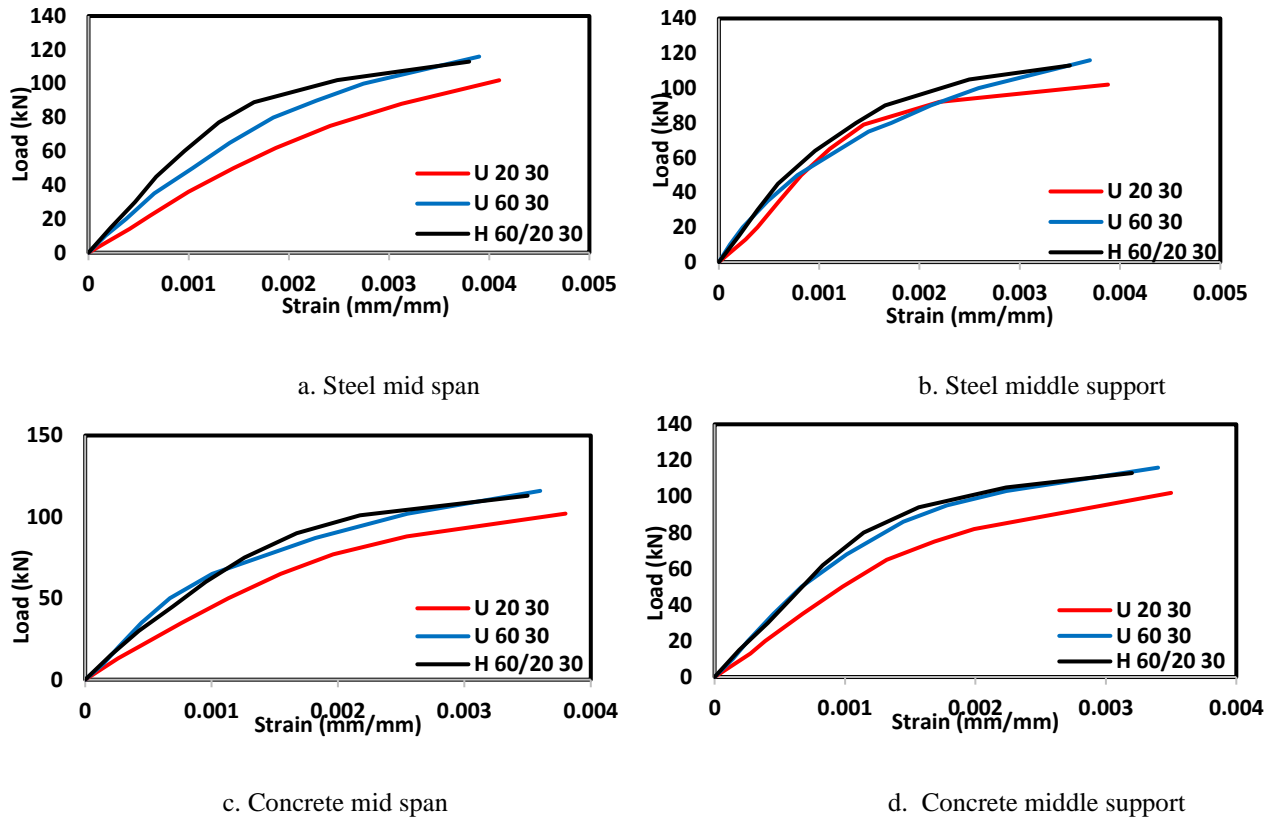 140
120
100
80
60
40
20
0
Load (kN)
0 0.001 0.002 0.003 0.004 0.005
Strain (mm/mm)
U 20 30
U 60 30
H 60/20 30
a. Steel mid span
140
120
100
80
60
40
20
0
Load (kN)
0 0.001 0.002 0.003 0.004 0.005
Strain (mm/mm)
U 20 30
U 60 30
H 60/20 30
b. Steel middle support
150
100
50
0
Load (kN)
0 0.001 0.002 0.003 0.004
Strain (mm/mm)
U 20 30
U 60 30
H 60/20 30
c. Concrete mid span
140
120
100
80
60
40
20
0
Load (kN)
0 0.001 0.002 0.003 0.004
Strain (mm/mm)
U 20 30
U 60 30
H 60/20 30
d. Concrete middle support